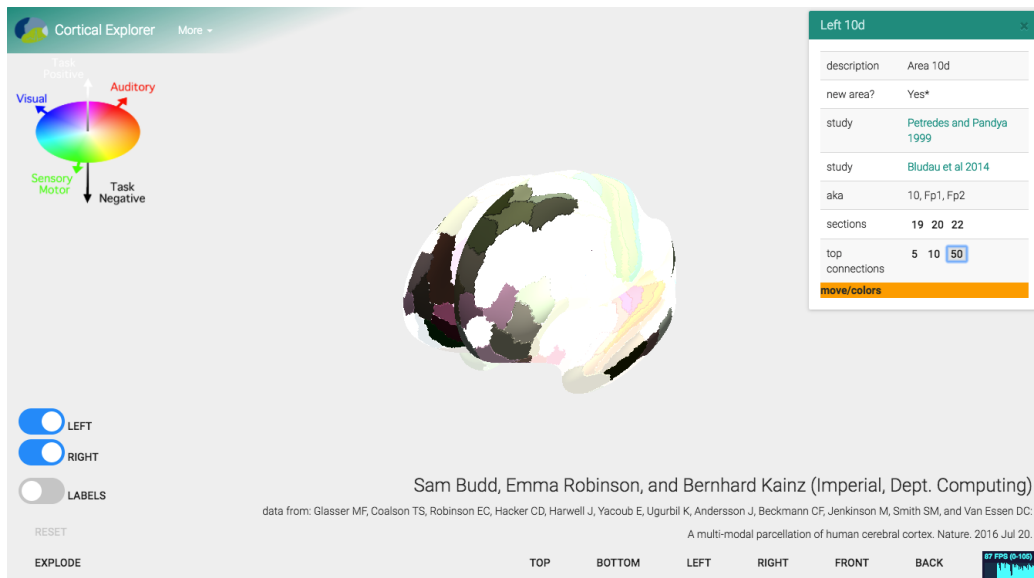 Cortical Explorer More
Left 10d ×
description Area 10d
new area? Yes*
study Petredes and Pandya
1999
study Bludau et al 2014
aka 10, Fp1, Fp2
sections 19 20 22
top
connections 5 10 50
move/colors
Task
Positive
Auditory
Visual
Sensory
Motor
Task
Negative
LEFT
RIGHT
LABELS
RESET
EXPLODE
Sam Budd, Emma Robinson, and Bernhard Kainz (Imperial, Dept. Computing)
data from: Glasser MF, Coalson TS, Robinson EC, Hacker CD, Harwell J, Yacoub E, Ugurbil K, Andersson J, Beckmann CF, Jenkinson M, Smith SM, and Van Essen DC:
A multi-modal parcellation of human cerebral cortex. Nature. 2016 Jul 20.
TOP BOTTOM LEFT RIGHT FRONT BACK
67 FPS (0-105)